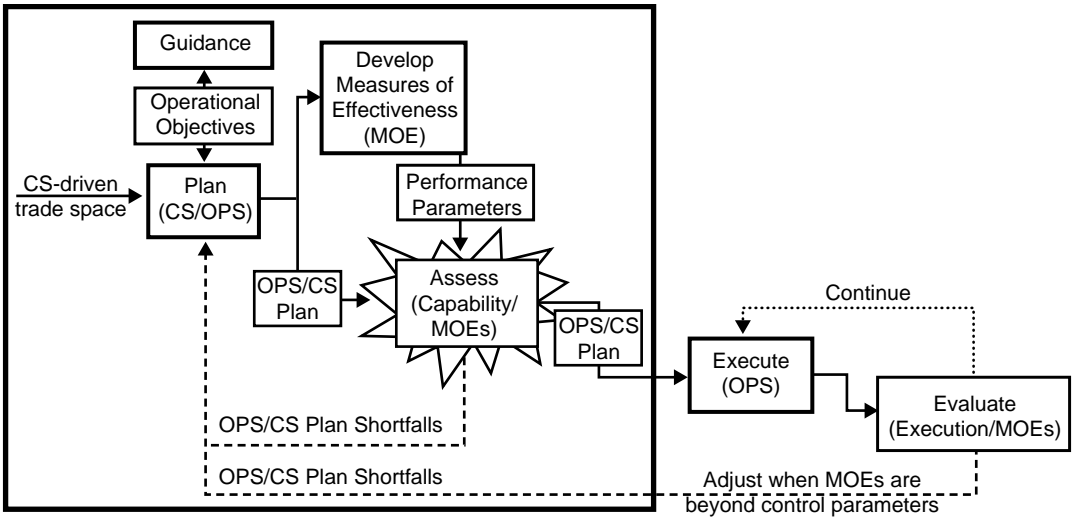 Guidance
Operational
Objectives
CS-driven
trade space
Plan
(CS/OPS)
Develop
Measures of
Effectiveness
(MOE)
Performance
Parameters
OPS/CS
Plan
Assess
(Capability/
MOEs)
OPS/CS
Plan
Continue
Execute
(OPS)
Evaluate
(Execution/MOEs)
OPS/CS Plan Shortfalls
OPS/CS Plan Shortfalls
Adjust when MOEs are
beyond control parameters